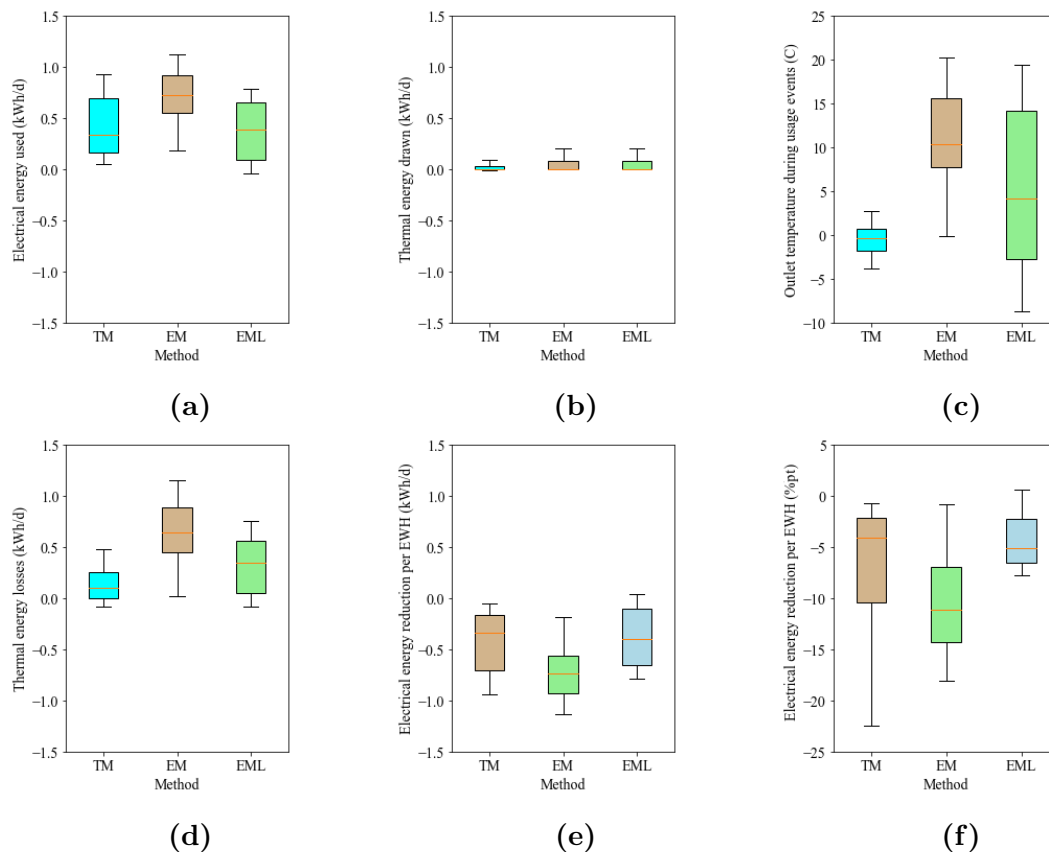 Electrical energy used (kWh/d)
1.5
1.0
0.5
0.0
−0.5
−1.0
−1.5
TM EM EML
Method
(a)
Thermal energy drawn (kWh/d)
1.5
1.0
0.5
0.0
−0.5
−1.0
−1.5
TM EM EML
Method
(b)
Outlet temperature during usage events (C)
25
20
15
10
5
0
−5
−10
TM EM EML
Method
(c)
Thermal energy losses (kWh/d)
1.5
1.0
0.5
0.0
−0.5
−1.0
−1.5
TM EM EML
Method
(d)
Electrical energy reduction per EWH (kWh/d)
1.5
1.0
0.5
0.0
−0.5
−1.0
−1.5
TM EM EML
Method
(e)
Electrical energy reduction per EWH (%pt)
5
0
−5
−10
−15
−20
−25
TM EM EML
Method
(f)